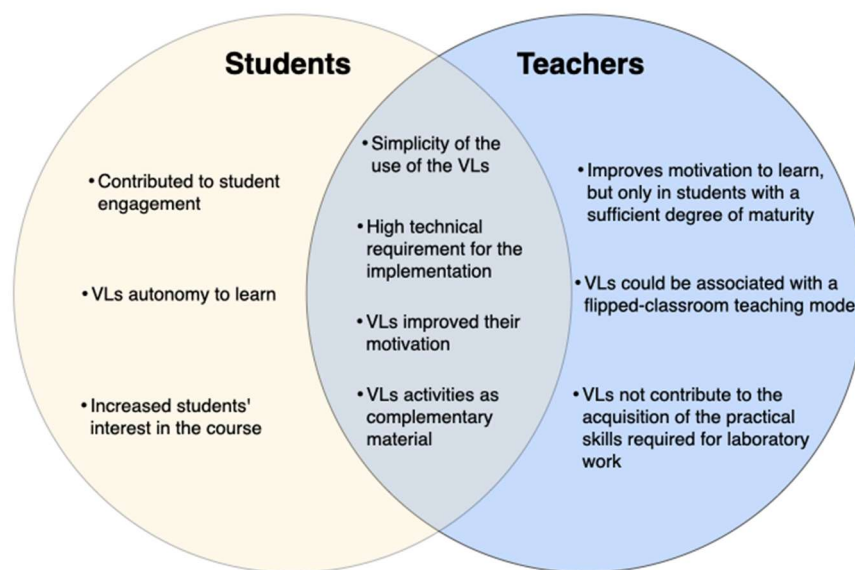 Students
• Contributed to student
engagement
• VLs autonomy to learn
• Increased students'
interest in the course
• Simplicity of the
use of the VLs
• High technical
requirement for the
implementation
• VLs improved their
motivation
• VLs activities as
complementary
material
Teachers
• Improves motivation to learn,
but only in students with a
sufficient degree of maturity
• VLs could be associated with a
flipped-classroom teaching mode
• VLs not contribute to the
acquisition of the practical
skills required for laboratory
work